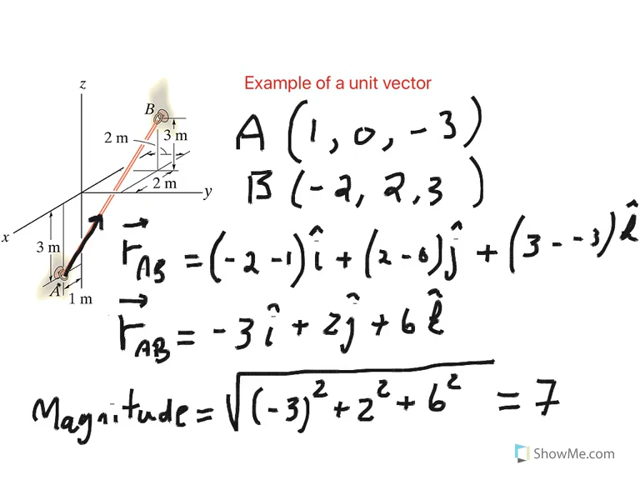 Example of a unit vector
z
B
2 m
3 m
2 m
y
x
3 m
A
1 m
A (1, 0, -3)
B (-2, 2, 3)
r⃗AB = (-2 -1) î + (2-0) ĵ + (3 - -3) k̂
r⃗AB = -3 î + 2 ĵ + 6 k̂
Magnitude = √((-3)² + 2² + 6²) = 7
ShowMe.com